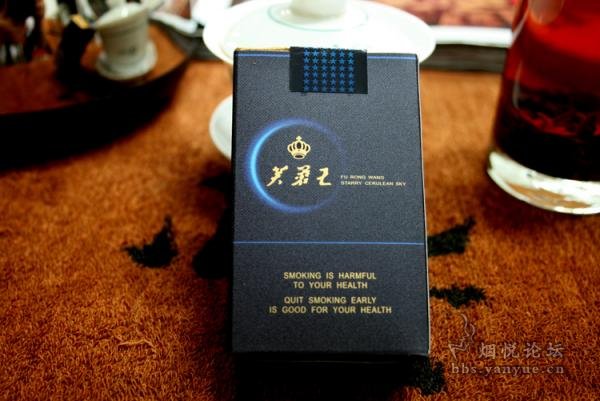 芙蓉王
FU RONG WANG
STARRY CERULEAN SKY
SMOKING IS HARMFUL
TO YOUR HEALTH
QUIT SMOKING EARLY
IS GOOD FOR YOUR HEALTH
烟悦论坛
bbs.yanyue.cn